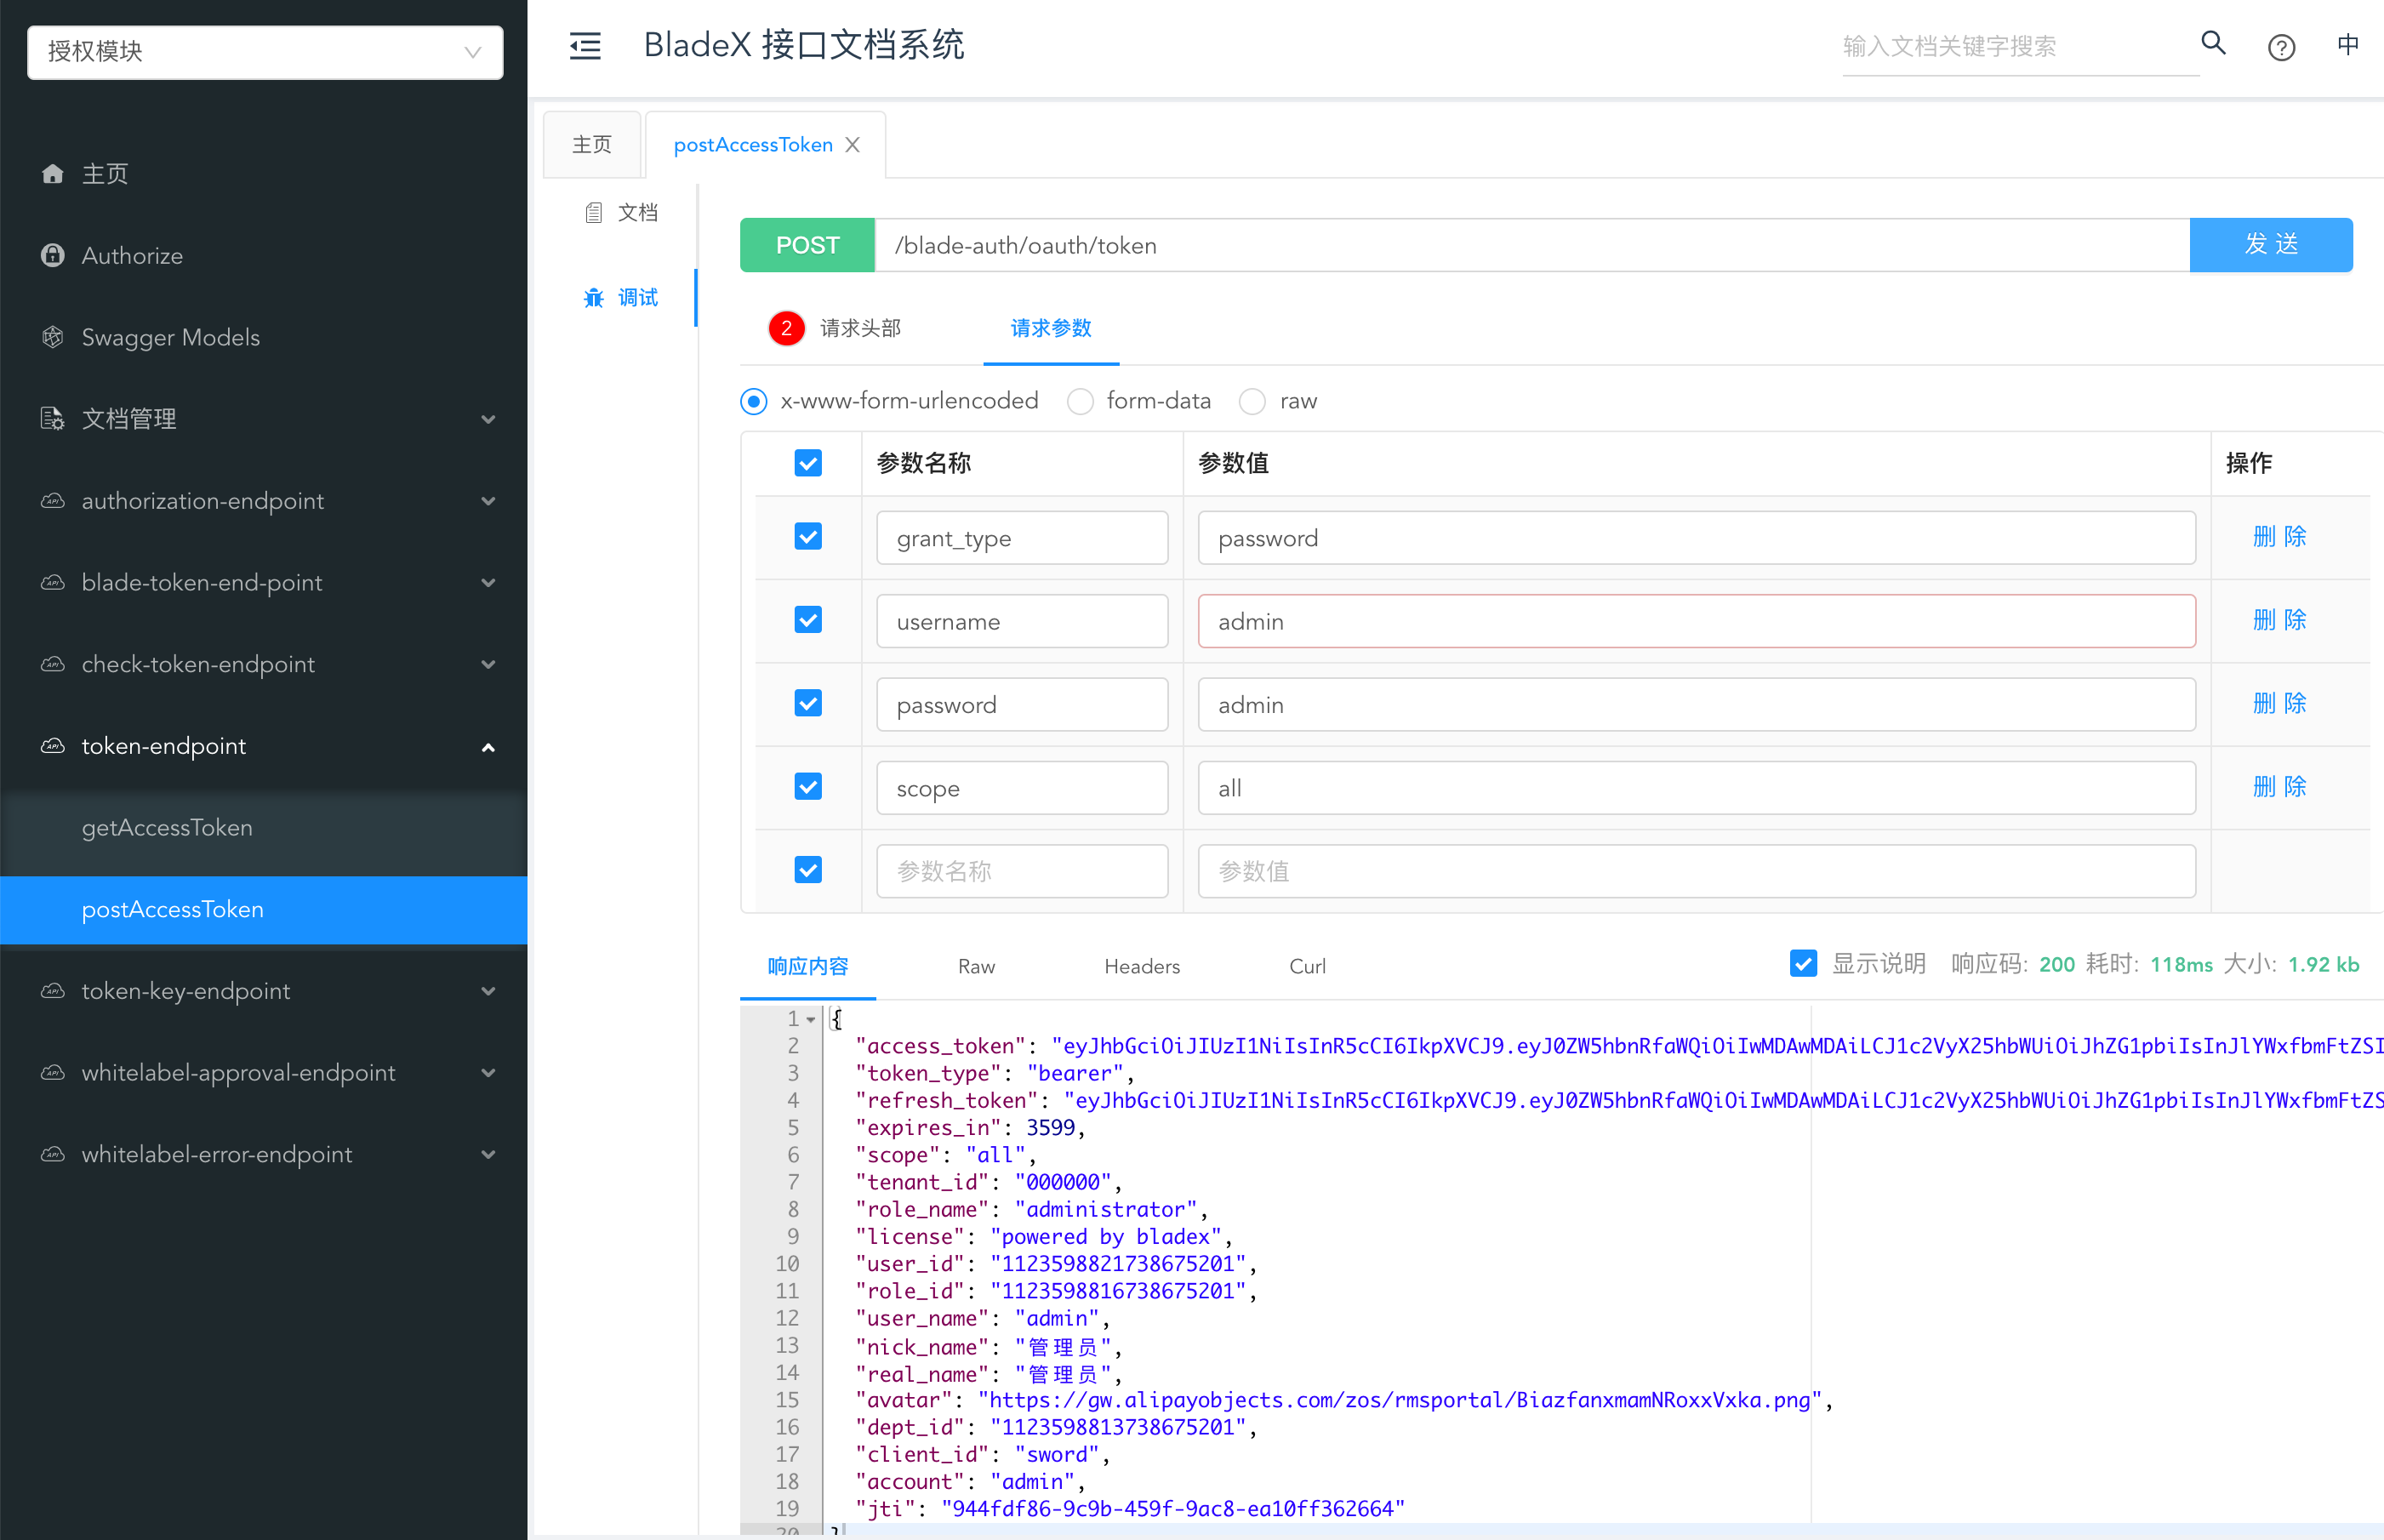 授权模块
主页
Authorize
Swagger Models
文档管理
authorization-endpoint
blade-token-end-point
check-token-endpoint
token-endpoint
getAccessToken
postAccessToken
token-key-endpoint
whitelabel-approval-endpoint
whitelabel-error-endpoint
BladeX 接口文档系统
输入文档关键字搜索
中
主页
postAccessToken
文档
调试
POST /blade-auth/oauth/token 发 送
2 请求头部 请求参数
x-www-form-urlencoded form-data raw
参数名称 参数值 操作
grant_type password 删 除
username admin 删 除
password admin 删 除
scope all 删 除
参数名称 参数值
响应内容 Raw Headers Curl 显示说明 响应码: 200 耗时: 118ms 大小: 1.92 kb
1 {
2 "access_token": "eyJhbGciOiJIUzI1NiIsInR5cCI6IkpXVCJ9.eyJ0ZW5hbnRfaWQiOiIwMDAwMDAiLCJ1c2VyX25hbWUiOiJhZG1pbiIsInJlYWxfbmFtZSI
3 "token_type": "bearer",
4 "refresh_token": "eyJhbGciOiJIUzI1NiIsInR5cCI6IkpXVCJ9.eyJ0ZW5hbnRfaWQiOiIwMDAwMDAiLCJ1c2VyX25hbWUiOiJhZG1pbiIsInJlYWxfbmFtZS
5 "expires_in": 3599,
6 "scope": "all",
7 "tenant_id": "000000",
8 "role_name": "administrator",
9 "license": "powered by bladex",
10 "user_id": "1123598821738675201",
11 "role_id": "1123598816738675201",
12 "user_name": "admin",
13 "nick_name": "管理员",
14 "real_name": "管理员",
15 "avatar": "https://gw.alipayobjects.com/zos/rmsportal/BiazfanxmamNRoxxVxka.png",
16 "dept_id": "1123598813738675201",
17 "client_id": "sword",
18 "account": "admin",
19 "jti": "944fdf86-9c9b-459f-9ac8-ea10ff362664"
20 }